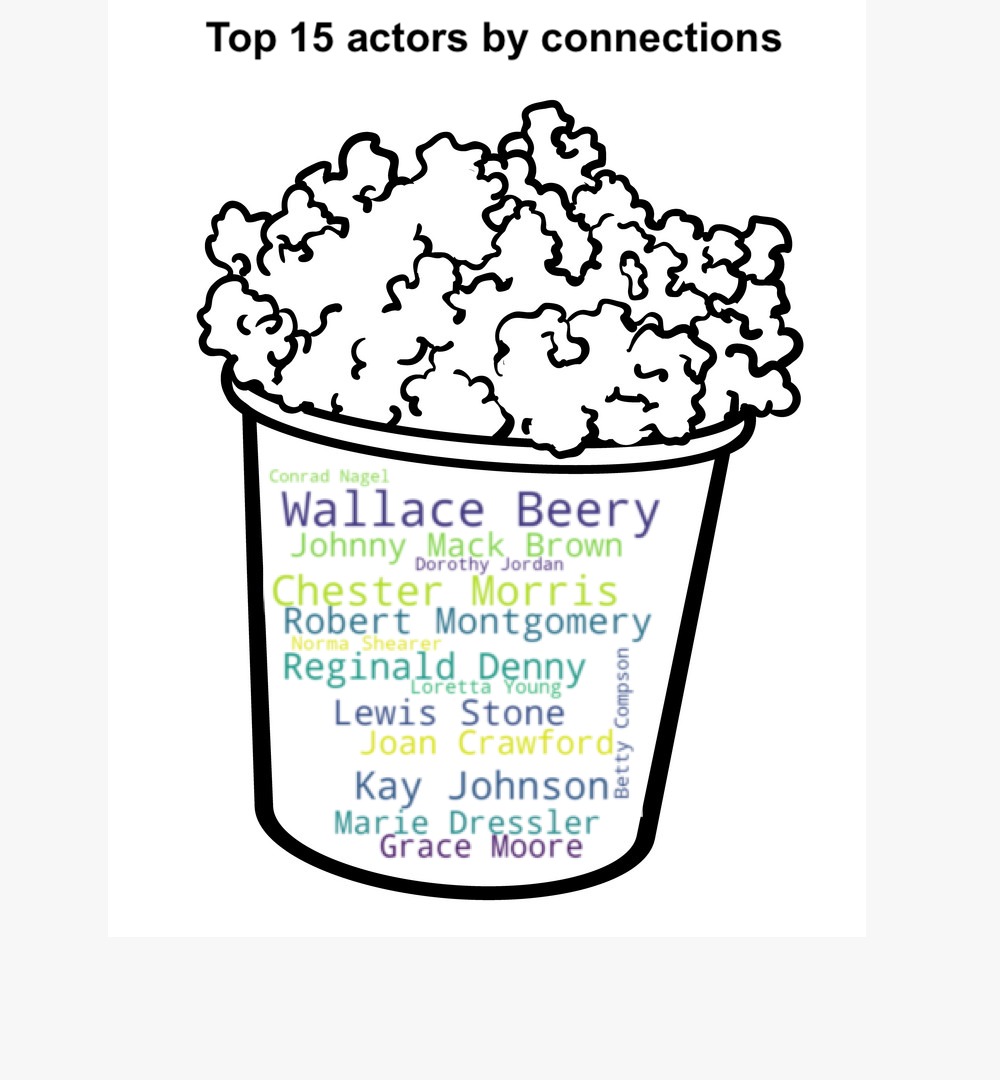 Top 15 actors by connections
Conrad Nagel
Wallace Beery
Johnny Mack Brown
Dorothy Jordan
Chester Morris
Robert Montgomery
Norma Shearer
Reginald Denny
Loretta Young
Betty Compson
Lewis Stone
Joan Crawford
Kay Johnson
Marie Dressler
Grace Moore